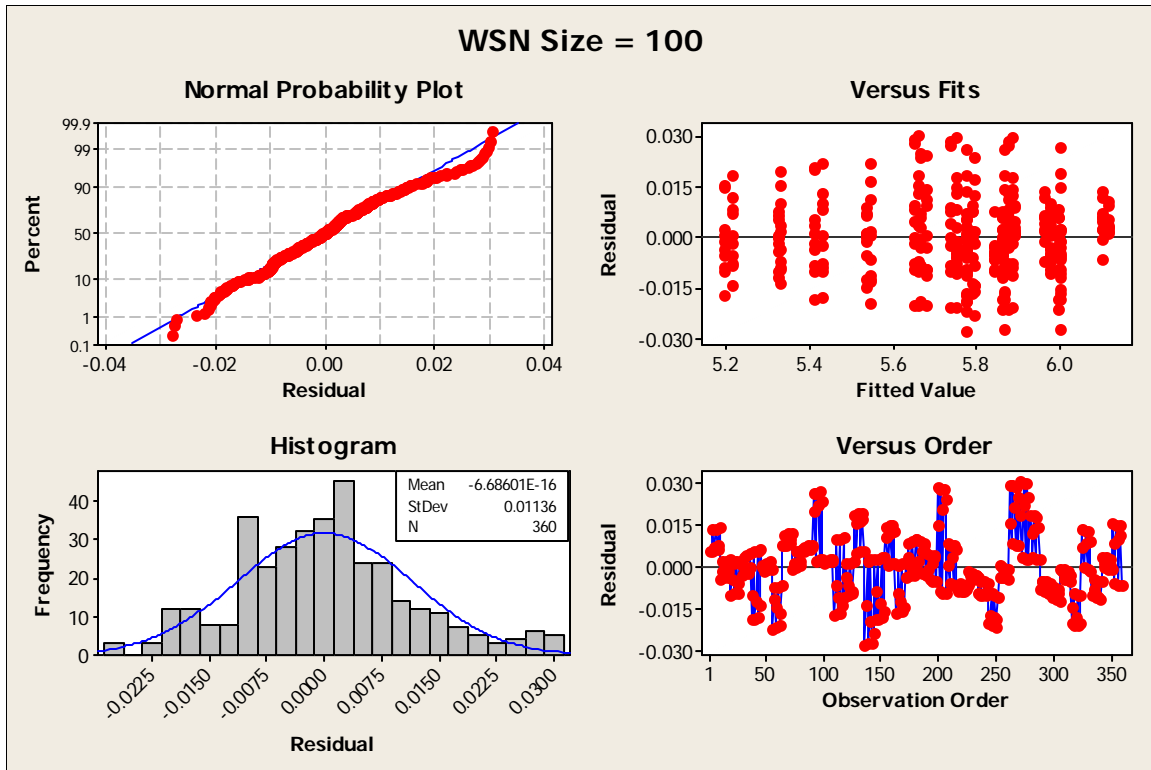 WSN Size = 100
Normal Probability Plot
99.9
99
90
50
10
1
0.1
Percent
-0.04 -0.02 0.00 0.02 0.04
Residual
Versus Fits
0.030
0.015
0.000
-0.015
-0.030
Residual
5.2 5.4 5.6 5.8 6.0
Fitted Value
Histogram
Mean -6.68601E-16
StDev 0.01136
N 360
40
30
20
10
0
Frequency
-0.0225 -0.0150 -0.0075 0.0000 0.0075 0.0150 0.0225 0.0300
Residual
Versus Order
0.030
0.015
0.000
-0.015
-0.030
Residual
1 50 100 150 200 250 300 350
Observation Order